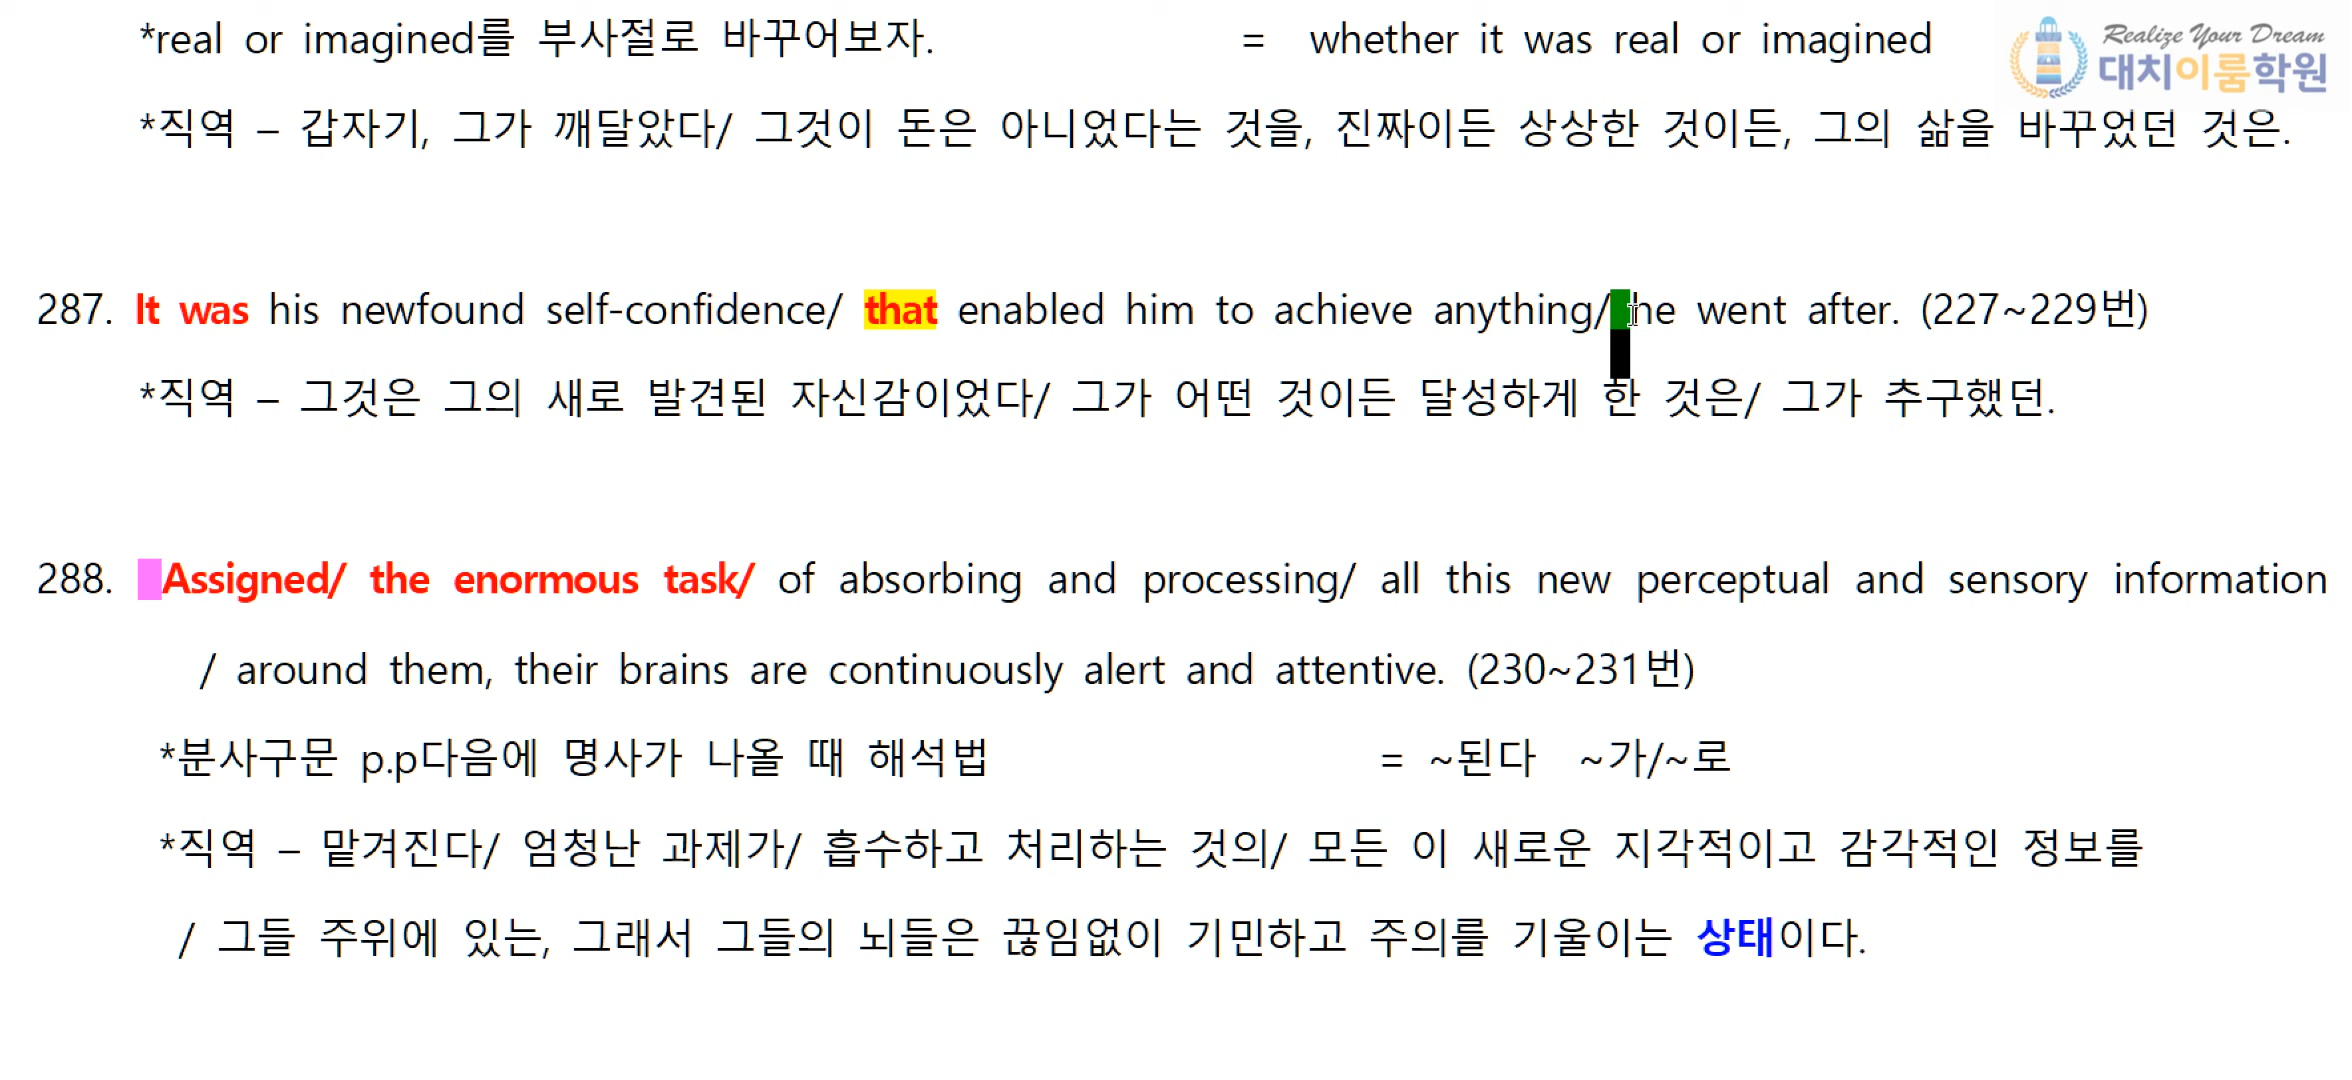 *real or imagined를 부사절로 바꾸어보자. = whether it was real or imagined
Realize Your Dream
대치이룸학원
*직역 – 갑자기, 그가 깨달았다/ 그것이 돈은 아니었다는 것을, 진짜이든 상상한 것이든, 그의 삶을 바꾸었던 것은.
287. It was his newfound self-confidence/ that enabled him to achieve anything/ he went after. (227~229번)
*직역 – 그것은 그의 새로 발견된 자신감이었다/ 그가 어떤 것이든 달성하게 한 것은/ 그가 추구했던.
288. Assigned/ the enormous task/ of absorbing and processing/ all this new perceptual and sensory information
/ around them, their brains are continuously alert and attentive. (230~231번)
*분사구문 p.p다음에 명사가 나올 때 해석법 = ~된다 ~가/~로
*직역 – 맡겨진다/ 엄청난 과제가/ 흡수하고 처리하는 것의/ 모든 이 새로운 지각적이고 감각적인 정보를
/ 그들 주위에 있는, 그래서 그들의 뇌들은 끊임없이 기민하고 주의를 기울이는 상태이다.